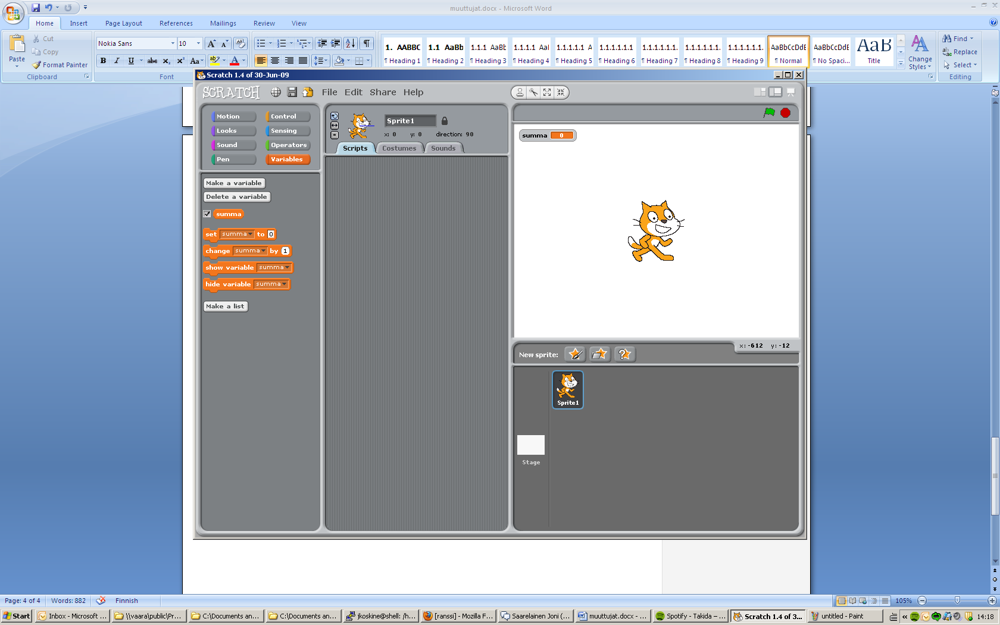 muuttujat.docx - Microsoft Word
Home Insert Page Layout References Mailings Review View
Paste
Cut
Copy
Format Painter
Clipboard
Nokia Sans 10
Font
1. AABBC 1.1 AaBb 1.1.1 AaBb 1.1.1.1 Aal 1.1.1.1.1 A 1.1.1.1.1.1 1.1.1.1.1.1. 1.1.1.1.1.1. 1.1.1.1.1.1. AaBbCcDdE AaBbCcDdE AaB
¶ Heading 1 ¶ Heading 2 ¶ Heading 3 ¶ Heading 4 ¶ Heading 5 ¶ Heading 6 ¶ Heading 7 ¶ Heading 8 ¶ Heading 9 ¶ Normal ¶ No Spaci... Title
Change
Styles
Find
Replace
Select
Editing
Scratch 1.4 of 30-Jun-09
SCRATCH File Edit Share Help
Motion Control
Looks Sensing
Sound Operators
Pen Variables
Make a variable
Delete a variable
summa
set summa to 0
change summa by 1
show variable summa
hide variable summa
Make a list
Sprite1
x: 0 y: 0 direction: 90
Scripts Costumes Sounds
summa 0
x: -612 y: -12
New sprite:
Sprite1
Stage
Page: 4 of 4 Words: 882 Finnish 105%
Start Inbox - Microsoft ... \\vaara\public\Pr... C:\Documents an... C:\Documents an... jkoskine@shell: /h... [ranssi] - Mozilla F... Saarelainen Joni (... muuttujat.docx - ... Spotify - Takida – ... Scratch 1.4 of 3... untitled - Paint 14:18